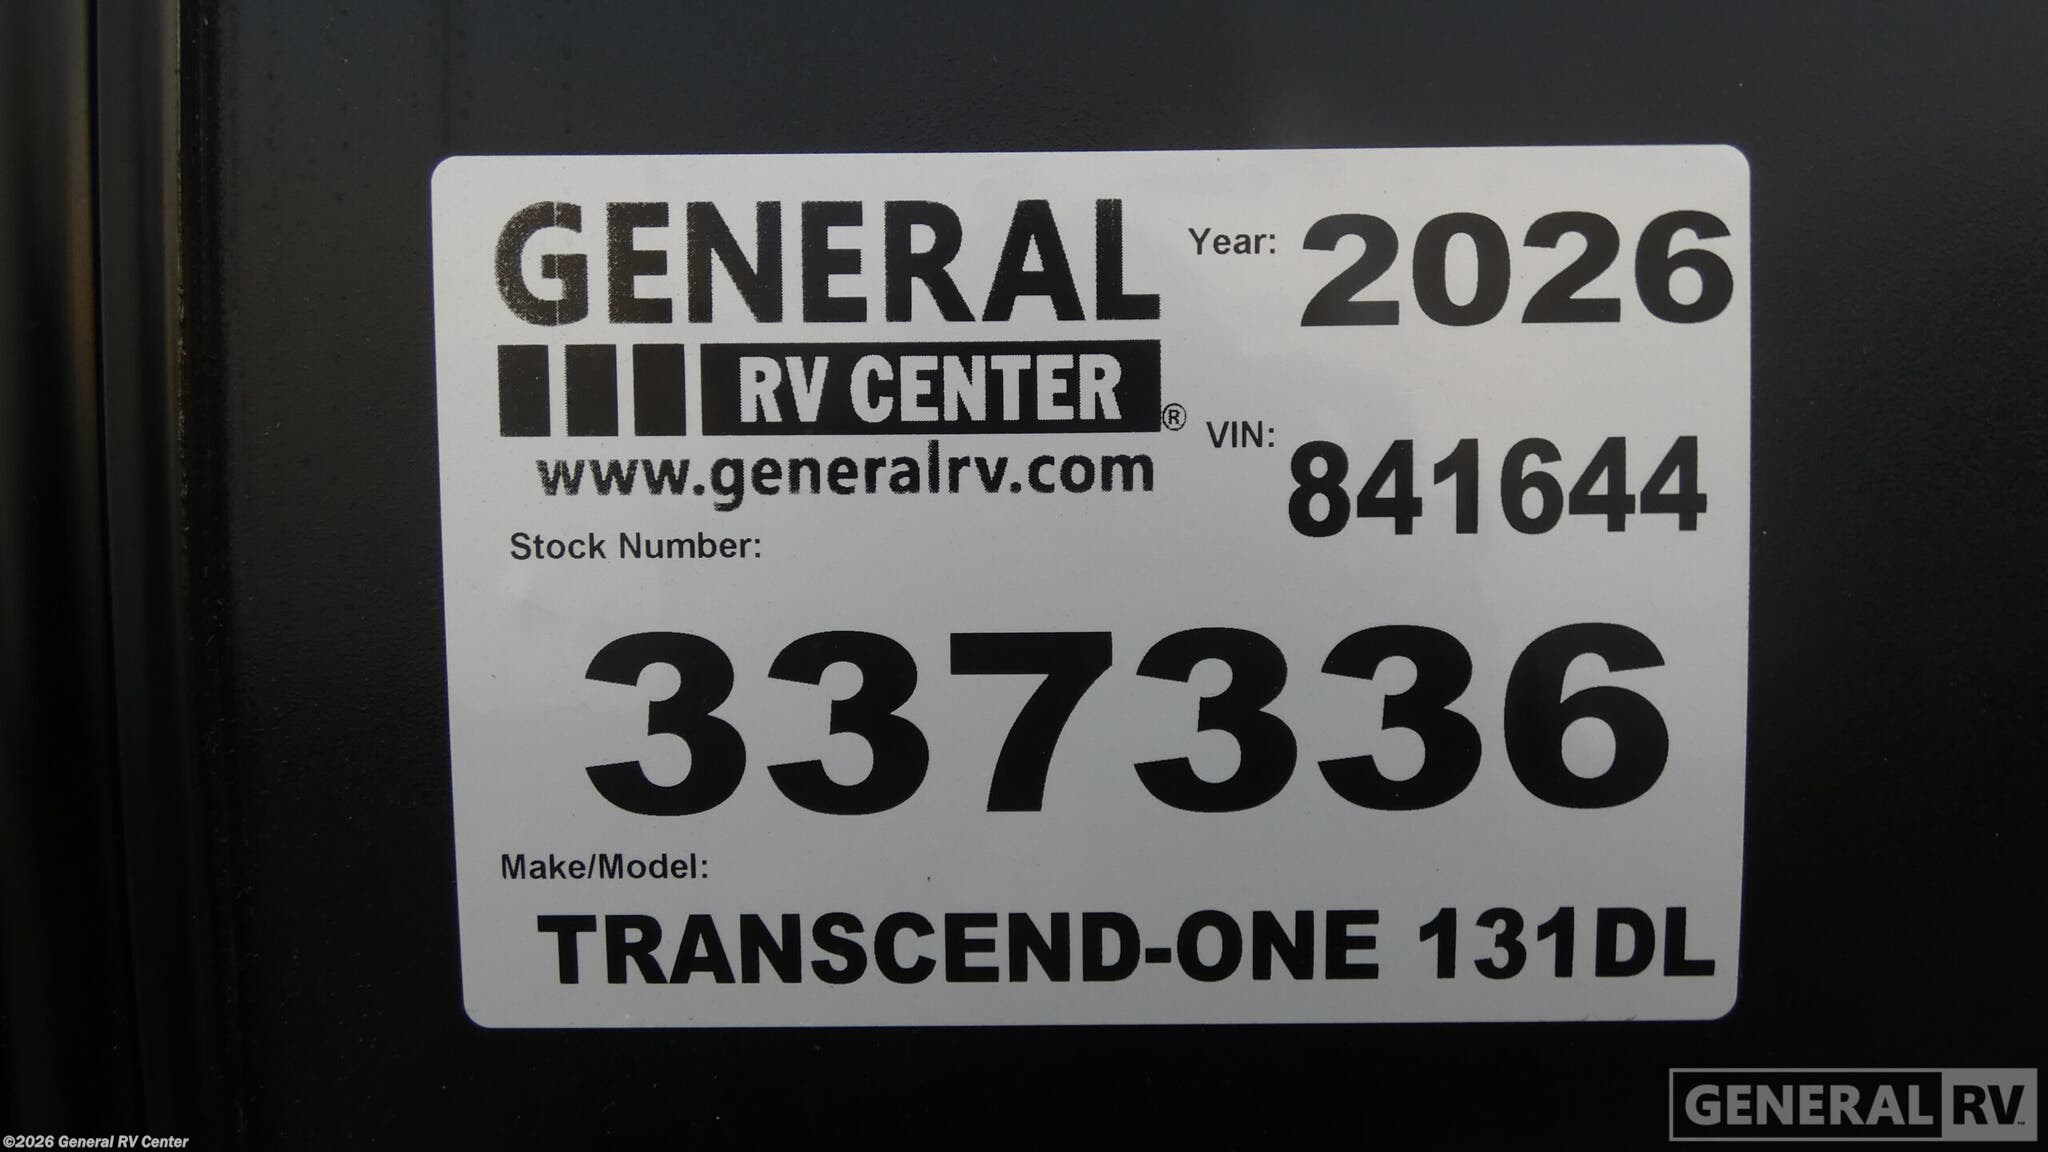 GENERAL
RV CENTER®
www.generalrv.com
Year: 2026
VIN: 841644
Stock Number:
337336
Make/Model:
TRANSCEND-ONE 131DL
GENERAL RV™
©2026 General RV Center